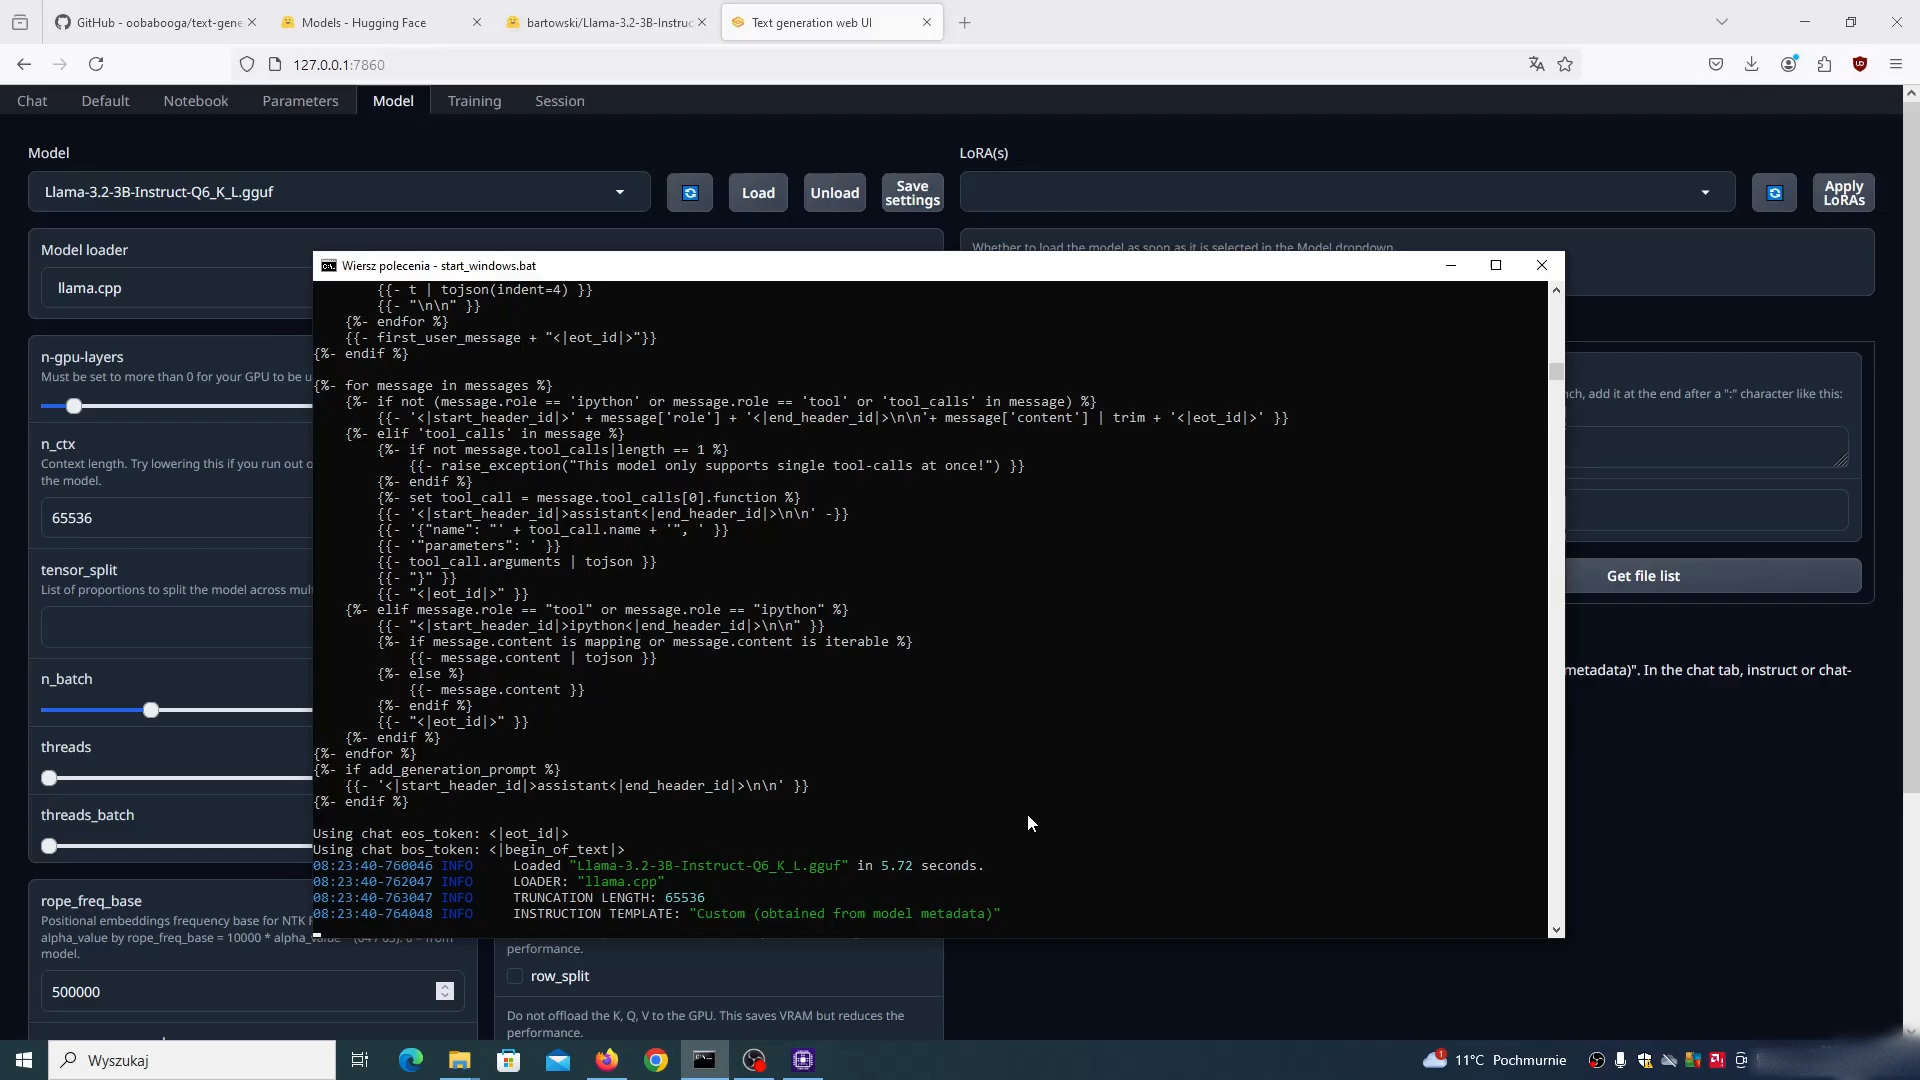 GitHub - oobabooga/text-gene
Models - Hugging Face
bartowski/Llama-3.2-3B-Instruc
Text generation web UI
127.0.0.1:7860
Chat
Default
Notebook
Parameters
Model
Training
Session
Model
LoRA(s)
Llama-3.2-3B-Instruct-Q6_K_L.gguf
Load
Unload
Save
settings
Apply
LoRAs
Model loader
Whether to load the model as soon as it is selected in the Model dropdown.
llama.cpp
n-gpu-layers
Must be set to more than 0 for your GPU to be u
n_ctx
Context length. Try lowering this if you run out o
the model.
65536
tensor_split
List of proportions to split the model across mul
n_batch
threads
threads_batch
rope_freq_base
Positional embeddings frequency base for NTK
alpha_value by rope_freq_base = 10000 * alpha_value
model.
500000
Wiersz polecenia - start_windows.bat
{{- t | tojson(indent=4) }}
{{- "\n\n" }}
{%- endfor %}
{{- first_user_message + "<|eot_id|>"}}
{%- endif %}
{%- for message in messages %}
{%- if not (message.role == 'ipython' or message.role == 'tool' or 'tool_calls' in message) %}
{{- '<|start_header_id|>' + message['role'] + '<|end_header_id|>\n\n'+ message['content'] | trim + '<|eot_id|>' }}
{%- elif 'tool_calls' in message %}
{%- if not message.tool_calls|length == 1 %}
{{- raise_exception("This model only supports single tool-calls at once!") }}
{%- endif %}
{%- set tool_call = message.tool_calls[0].function %}
{{- '<|start_header_id|>assistant<|end_header_id|>\n\n' -}}
{{- '{"name": "' + tool_call.name + '", ' }}
{{- '"parameters": ' }}
{{- tool_call.arguments | tojson }}
{{- "}" }}
{{- "<|eot_id|>" }}
{%- elif message.role == "tool" or message.role == "ipython" %}
{{- "<|start_header_id|>ipython<|end_header_id|>\n\n" }}
{%- if message.content is mapping or message.content is iterable %}
{{- message.content | tojson }}
{%- else %}
{{- message.content }}
{%- endif %}
{{- "<|eot_id|>" }}
{%- endif %}
{%- endfor %}
{%- if add_generation_prompt %}
{{- '<|start_header_id|>assistant<|end_header_id|>\n\n' }}
{%- endif %}
Using chat eos_token: <|eot_id|>
Using chat bos_token: <|begin_of_text|>
08:23:40-760046 INFO Loaded "Llama-3.2-3B-Instruct-Q6_K_L.gguf" in 5.72 seconds.
08:23:40-762047 INFO LOADER: "llama.cpp"
08:23:40-763047 INFO TRUNCATION LENGTH: 65536
08:23:40-764048 INFO INSTRUCTION TEMPLATE: "Custom (obtained from model metadata)"
nch, add it at the end after a ":" character like this:
Get file list
metadata)". In the chat tab, instruct or chat-
performance.
row_split
Do not offload the K, Q, V to the GPU. This saves VRAM but reduces the
performance.
Wyszukaj
11°C Pochmurnie